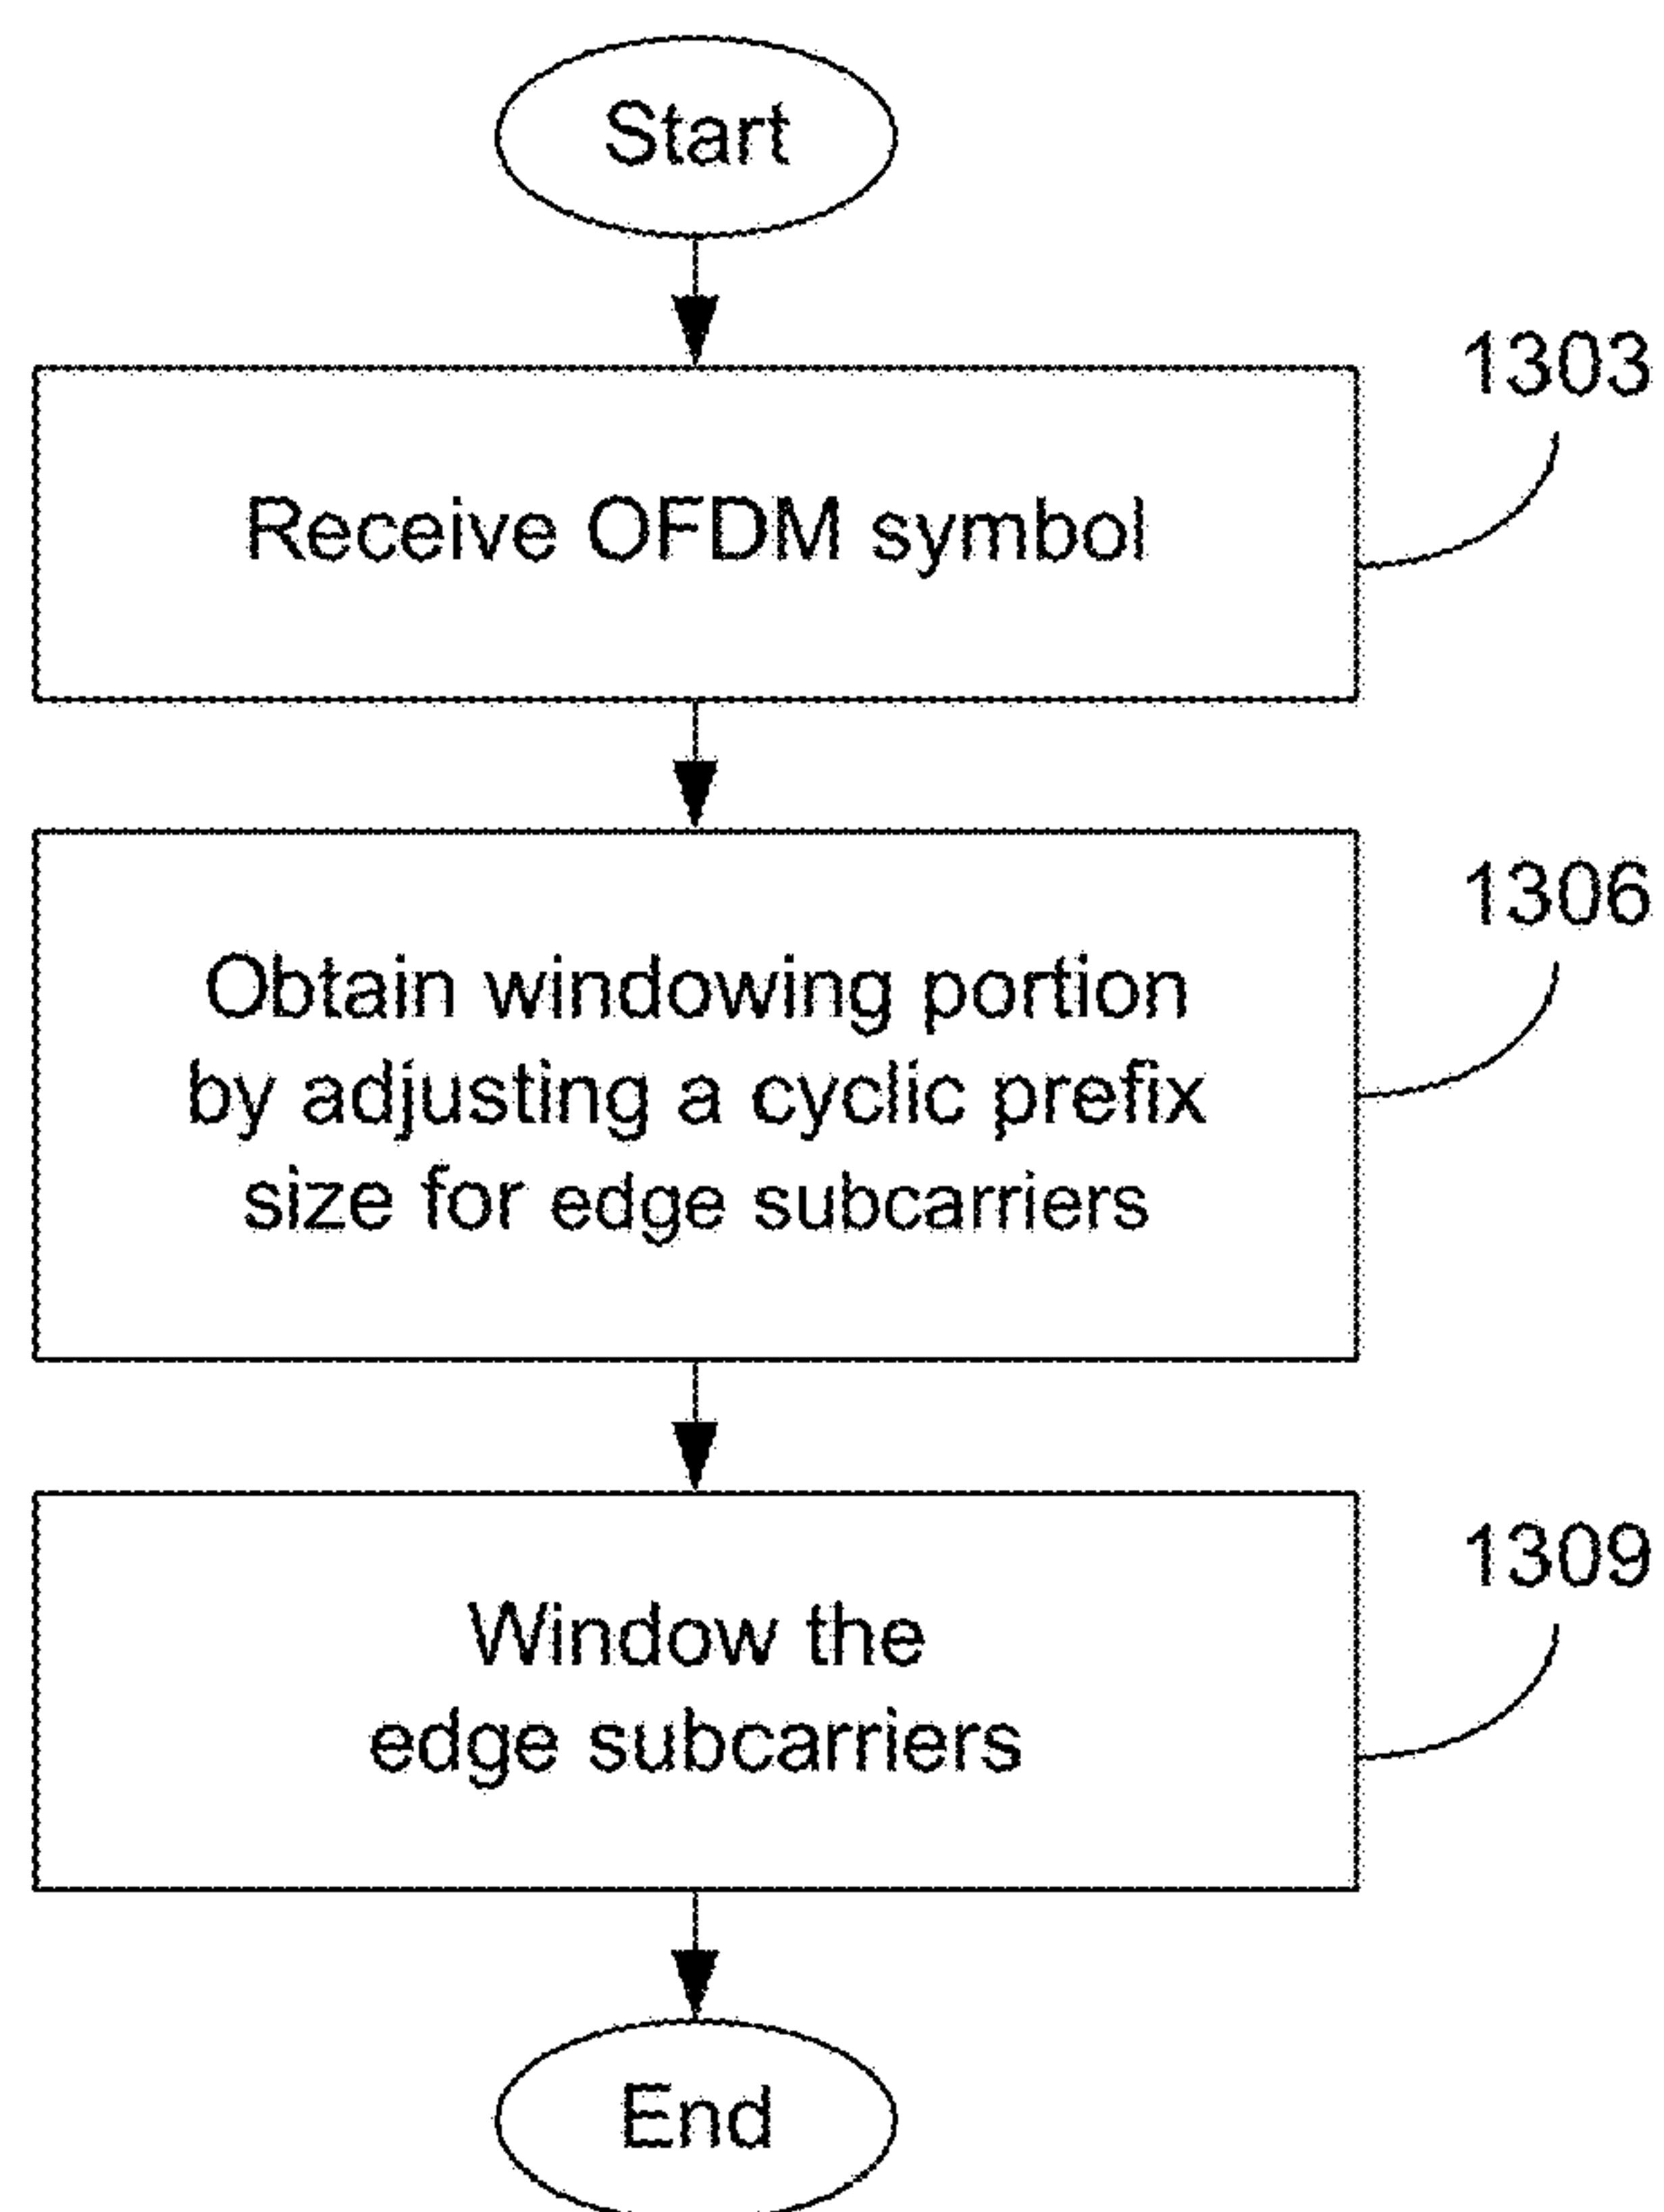 Start
1303
Receive OFDM symbol
1306
Obtain windowing portion
by adjusting a cyclic prefix
size for edge subcarriers
1309
Window the
edge subcarriers
End